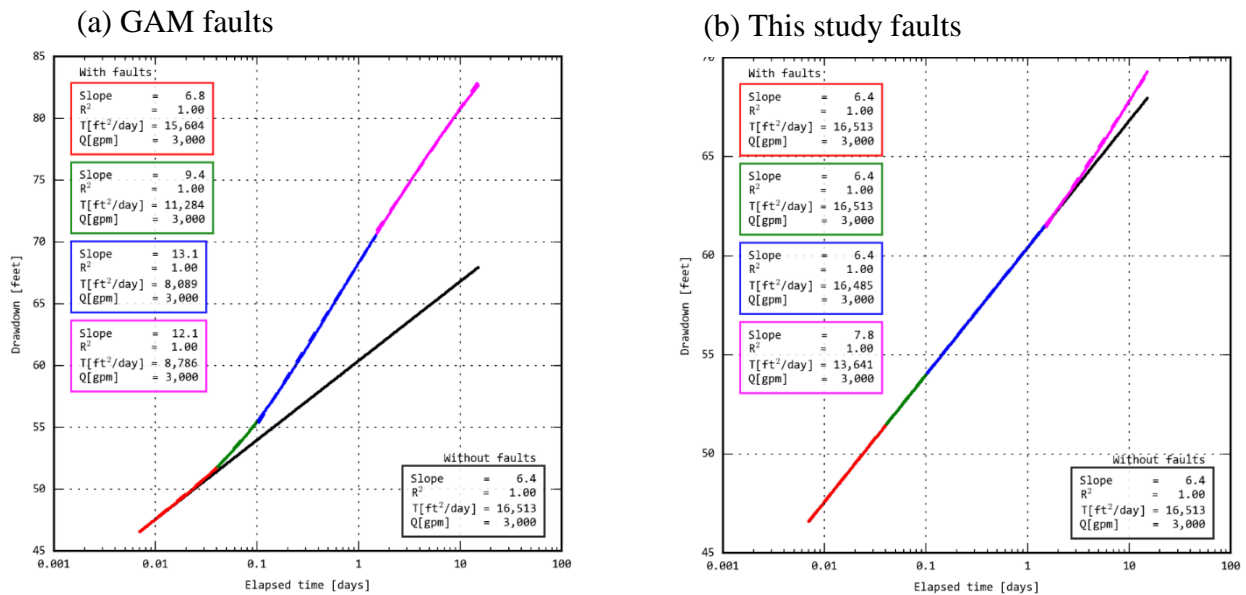 (a) GAM faults
85
80
75
70
65
60
55
50
45
Drawdown [feet]
With faults
Slope = 6.8
R² = 1.00
T[ft²/day] = 15,604
Q[gpm] = 3,000
Slope = 9.4
R² = 1.00
T[ft²/day] = 11,284
Q[gpm] = 3,000
Slope = 13.1
R² = 1.00
T[ft²/day] = 8,089
Q[gpm] = 3,000
Slope = 12.1
R² = 1.00
T[ft²/day] = 8,786
Q[gpm] = 3,000
Without faults
Slope = 6.4
R² = 1.00
T[ft²/day] = 16,513
Q[gpm] = 3,000
0.001 0.01 0.1 1 10 100
Elapsed time [days]
(b) This study faults
70
65
60
55
50
45
Drawdown [feet]
With faults
Slope = 6.4
R² = 1.00
T[ft²/day] = 16,513
Q[gpm] = 3,000
Slope = 6.4
R² = 1.00
T[ft²/day] = 16,513
Q[gpm] = 3,000
Slope = 6.4
R² = 1.00
T[ft²/day] = 16,485
Q[gpm] = 3,000
Slope = 7.8
R² = 1.00
T[ft²/day] = 13,641
Q[gpm] = 3,000
Without faults
Slope = 6.4
R² = 1.00
T[ft²/day] = 16,513
Q[gpm] = 3,000
0.001 0.01 0.1 1 10 100
Elapsed time [days]